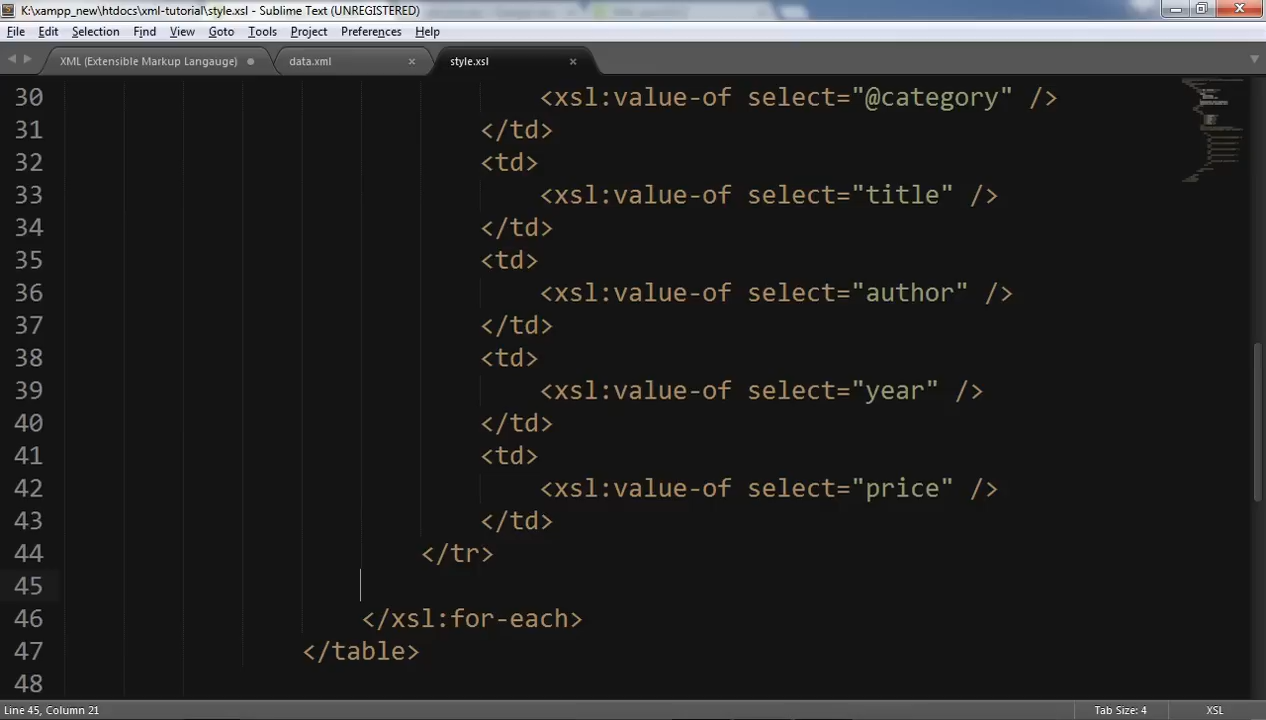 K:\xampp_new\htdocs\xml-tutorial\style.xsl - Sublime Text (UNREGISTERED)
File Edit Selection Find View Goto Tools Project Preferences Help
XML (Extensible Markup Langauge) data.xml style.xsl
30 <xsl:value-of select="@category" />
31 </td>
32 <td>
33 <xsl:value-of select="title" />
34 </td>
35 <td>
36 <xsl:value-of select="author" />
37 </td>
38 <td>
39 <xsl:value-of select="year" />
40 </td>
41 <td>
42 <xsl:value-of select="price" />
43 </td>
44 </tr>
45
46 </xsl:for-each>
47 </table>
48
Line 45, Column 21 Tab Size: 4 XSL